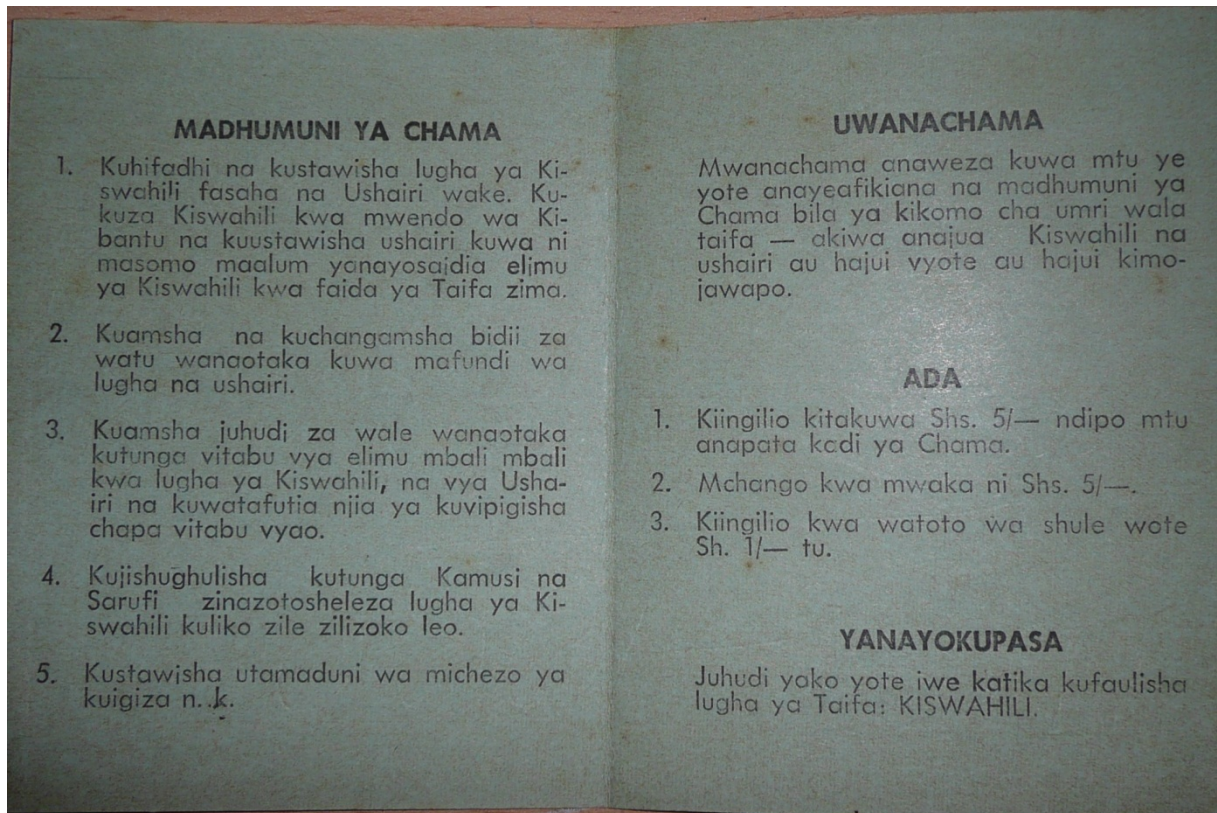 MADHUMUNI YA CHAMA
1. Kuhifadhi na kustawisha lugha ya Ki-
swahili fasaha na Ushairi wake. Ku-
kuza Kiswahili kwa mwendo wa Ki-
bantu na kuustawisha ushairi kuwa ni
masomo maalum yanayosaidia elimu
ya Kiswahili kwa faida ya Taifa zima.
2. Kuamsha na kuchangamsha bidii za
watu wanaotaka kuwa mafundi wa
lugha na ushairi.
3. Kuamsha juhudi za wale wanaotaka
kutunga vitabu vya elimu mbali mbali
kwa lugha ya Kiswahili, na vya Usha-
iri na kuwatafutia njia ya kuvipigisha
chapa vitabu vyao.
4. Kujishughulisha kutunga Kamusi na
Sarufi zinazotosheleza lugha ya Ki-
swahili kuliko zile zilizoko leo.
5. Kustawisha utamaduni wa michezo ya
kuigiza n..k.
UWANACHAMA
Mwanachama anaweza kuwa mtu ye
yote anayeafikiana na madhumuni ya
Chama bila ya kikomo cha umri wala
taifa — akiwa anajua Kiswahili na
ushairi au hajui vyote au hajui kimo-
jawapo.
ADA
1. Kiingilio kitakuwa Shs. 5/— ndipo mtu
anapata kadi ya Chama.
2. Mchango kwa mwaka ni Shs. 5/—.
3. Kiingilio kwa watoto wa shule wote
Sh. 1/— tu.
YANAYOKUPASA
Juhudi yako yote iwe katika kufaulisha
lugha ya Taifa: KISWAHILI.